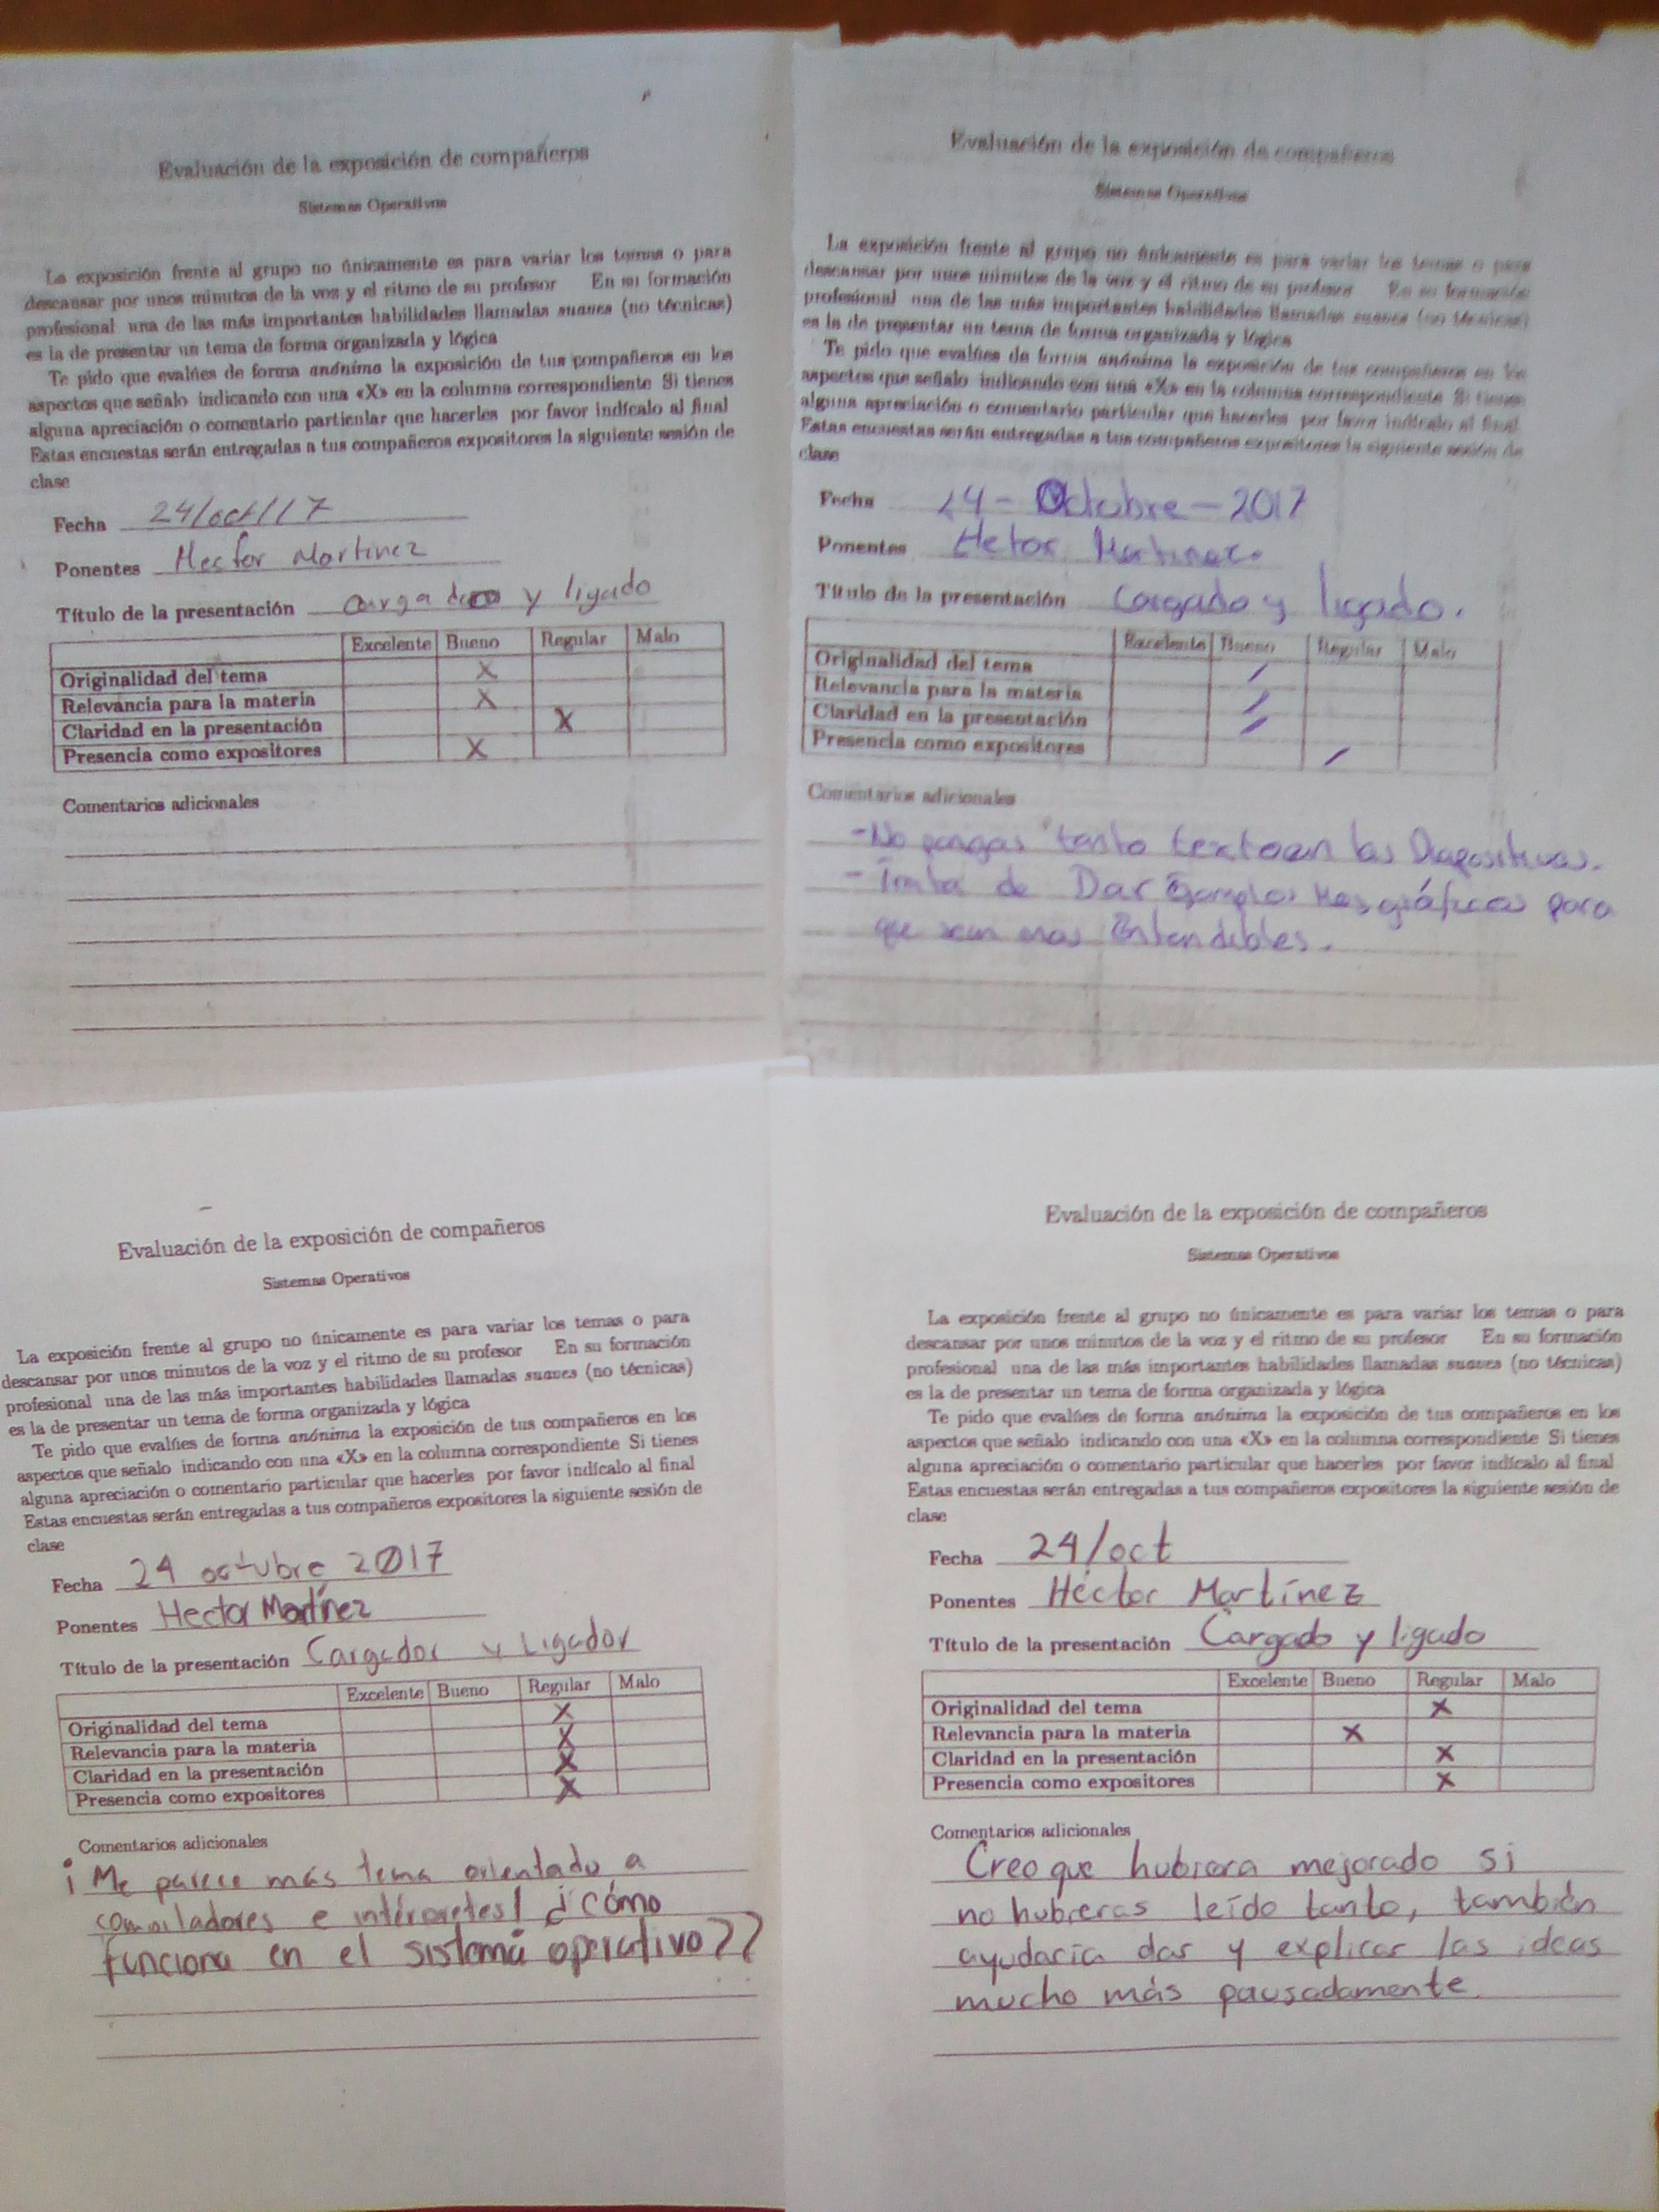 Evaluación de la exposición de compañeros
Sistemas Operativos
La exposición frente al grupo no únicamente es para variar los temas o para
descansar por unos minutos de la voz y el ritmo de su profesor En su formación
profesional una de las más importantes habilidades llamadas suaves (no técnicas)
es la de presentar un tema de forma organizada y lógica
Te pido que evalúes de forma anónima la exposición de tus compañeros en los
aspectos que señalo indicando con una «X» en la columna correspondiente Si tienes
alguna apreciación o comentario particular que hacerles por favor indícalo al final
Estas encuestas serán entregadas a tus compañeros expositores la siguiente sesión de
clase
Fecha 24/oct/17
Ponentes Hector Martinez
Título de la presentación y ligado
Excelente Bueno Regular Malo
Originalidad del tema X
Relevancia para la materia X
Claridad en la presentación X
Presencia como expositores X
Comentarios adicionales
Evaluación de la exposición de compañeros
Sistemas Operativos
La exposición frente al grupo no únicamente es para variar los temas o para
descansar por unos minutos de la voz y el ritmo de su profesor En su formación
profesional una de las más importantes habilidades llamadas suaves (no técnicas)
es la de presentar un tema de forma organizada y lógica
Te pido que evalúes de forma anónima la exposición de tus compañeros en los
aspectos que señalo indicando con una «X» en la columna correspondiente Si tienes
alguna apreciación o comentario particular que hacerles por favor indícalo al final
Estas encuestas serán entregadas a tus compañeros expositores la siguiente sesión de
clase
Fecha 24 - Octubre - 2017
Ponentes Hetor Martinez.
Título de la presentación Cargado y ligado.
Excelente Bueno Regular Malo
Originalidad del tema
Relevancia para la materia
Claridad en la presentación
Presencia como expositores
Comentarios adicionales
- No pongas tanto texto en las Diapositivas.
- Trata de Dar Ejemplos Mas gráficos para
que sean mas Entendibles.
Evaluación de la exposición de compañeros
Sistemas Operativos
La exposición frente al grupo no únicamente es para variar los temas o para
descansar por unos minutos de la voz y el ritmo de su profesor En su formación
profesional una de las más importantes habilidades llamadas suaves (no técnicas)
es la de presentar un tema de forma organizada y lógica
Te pido que evalúes de forma anónima la exposición de tus compañeros en los
aspectos que señalo indicando con una «X» en la columna correspondiente Si tienes
alguna apreciación o comentario particular que hacerles por favor indícalo al final
Estas encuestas serán entregadas a tus compañeros expositores la siguiente sesión de
clase
Fecha 24 octubre 2017
Ponentes Hector Martínez
Título de la presentación Cargador y Ligador
Excelente Bueno Regular Malo
Originalidad del tema X
Relevancia para la materia X
Claridad en la presentación X
Presencia como expositores X
Comentarios adicionales
¡Me parece más tema orientado a
compiladores e intérpretes! ¿cómo
funciona en el sistema operativo??
Evaluación de la exposición de compañeros
Sistemas Operativos
La exposición frente al grupo no únicamente es para variar los temas o para
descansar por unos minutos de la voz y el ritmo de su profesor En su formación
profesional una de las más importantes habilidades llamadas suaves (no técnicas)
es la de presentar un tema de forma organizada y lógica
Te pido que evalúes de forma anónima la exposición de tus compañeros en los
aspectos que señalo indicando con una «X» en la columna correspondiente Si tienes
alguna apreciación o comentario particular que hacerles por favor indícalo al final
Estas encuestas serán entregadas a tus compañeros expositores la siguiente sesión de
clase
Fecha 24/oct
Ponentes Héctor Martínez
Título de la presentación Cargado y ligado
Excelente Bueno Regular Malo
Originalidad del tema X
Relevancia para la materia X
Claridad en la presentación X
Presencia como expositores X
Comentarios adicionales
Creo que hubiera mejorado si
no hubieras leído tanto, también
ayudaría dar y explicar las ideas
mucho más pausadamente.